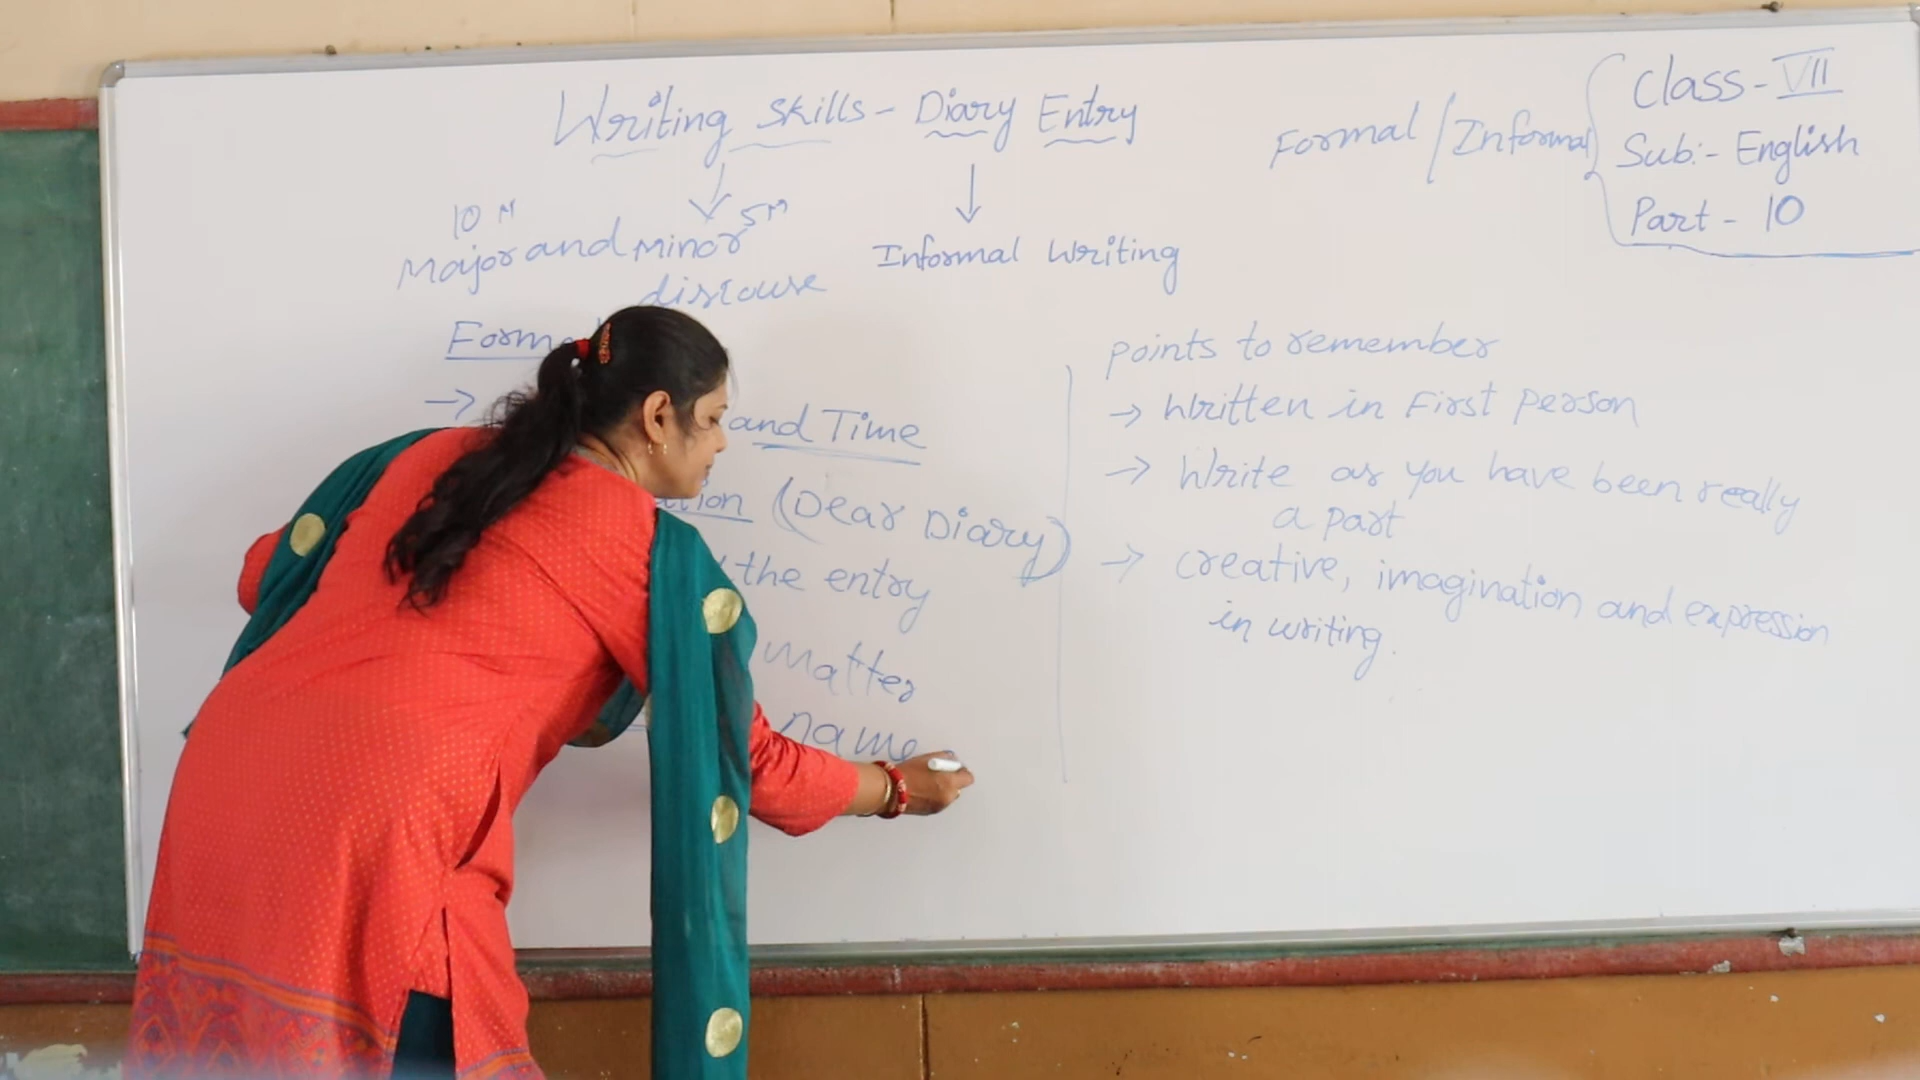 Writing Skills - Diary Entry
Formal / Informal
Class - VII
Sub:- English
Part - 10
10 M
5M
Major and Minor
discouse
Informal Writing
→
and Time
(Dear Diary)
the entry
matter
name
Points to remember
→ Written in First Person
→ Write as you have been really
a part
→ creative, imagination and expression
in writing.